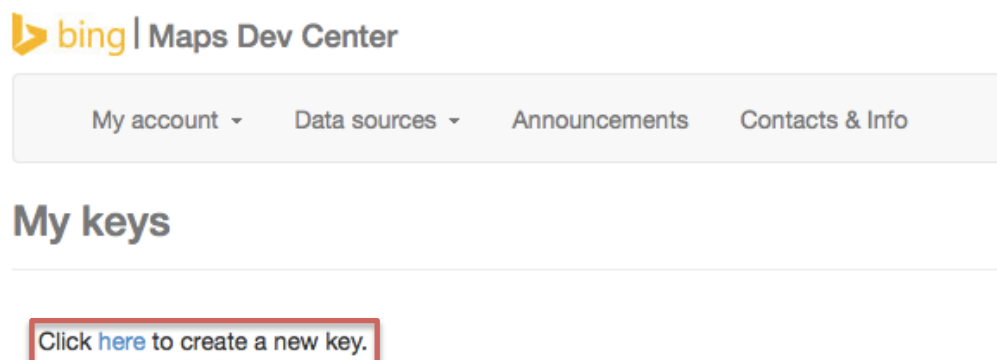 bing | Maps Dev Center
My account Data sources Announcements Contacts & Info
My keys
Click here to create a new key.